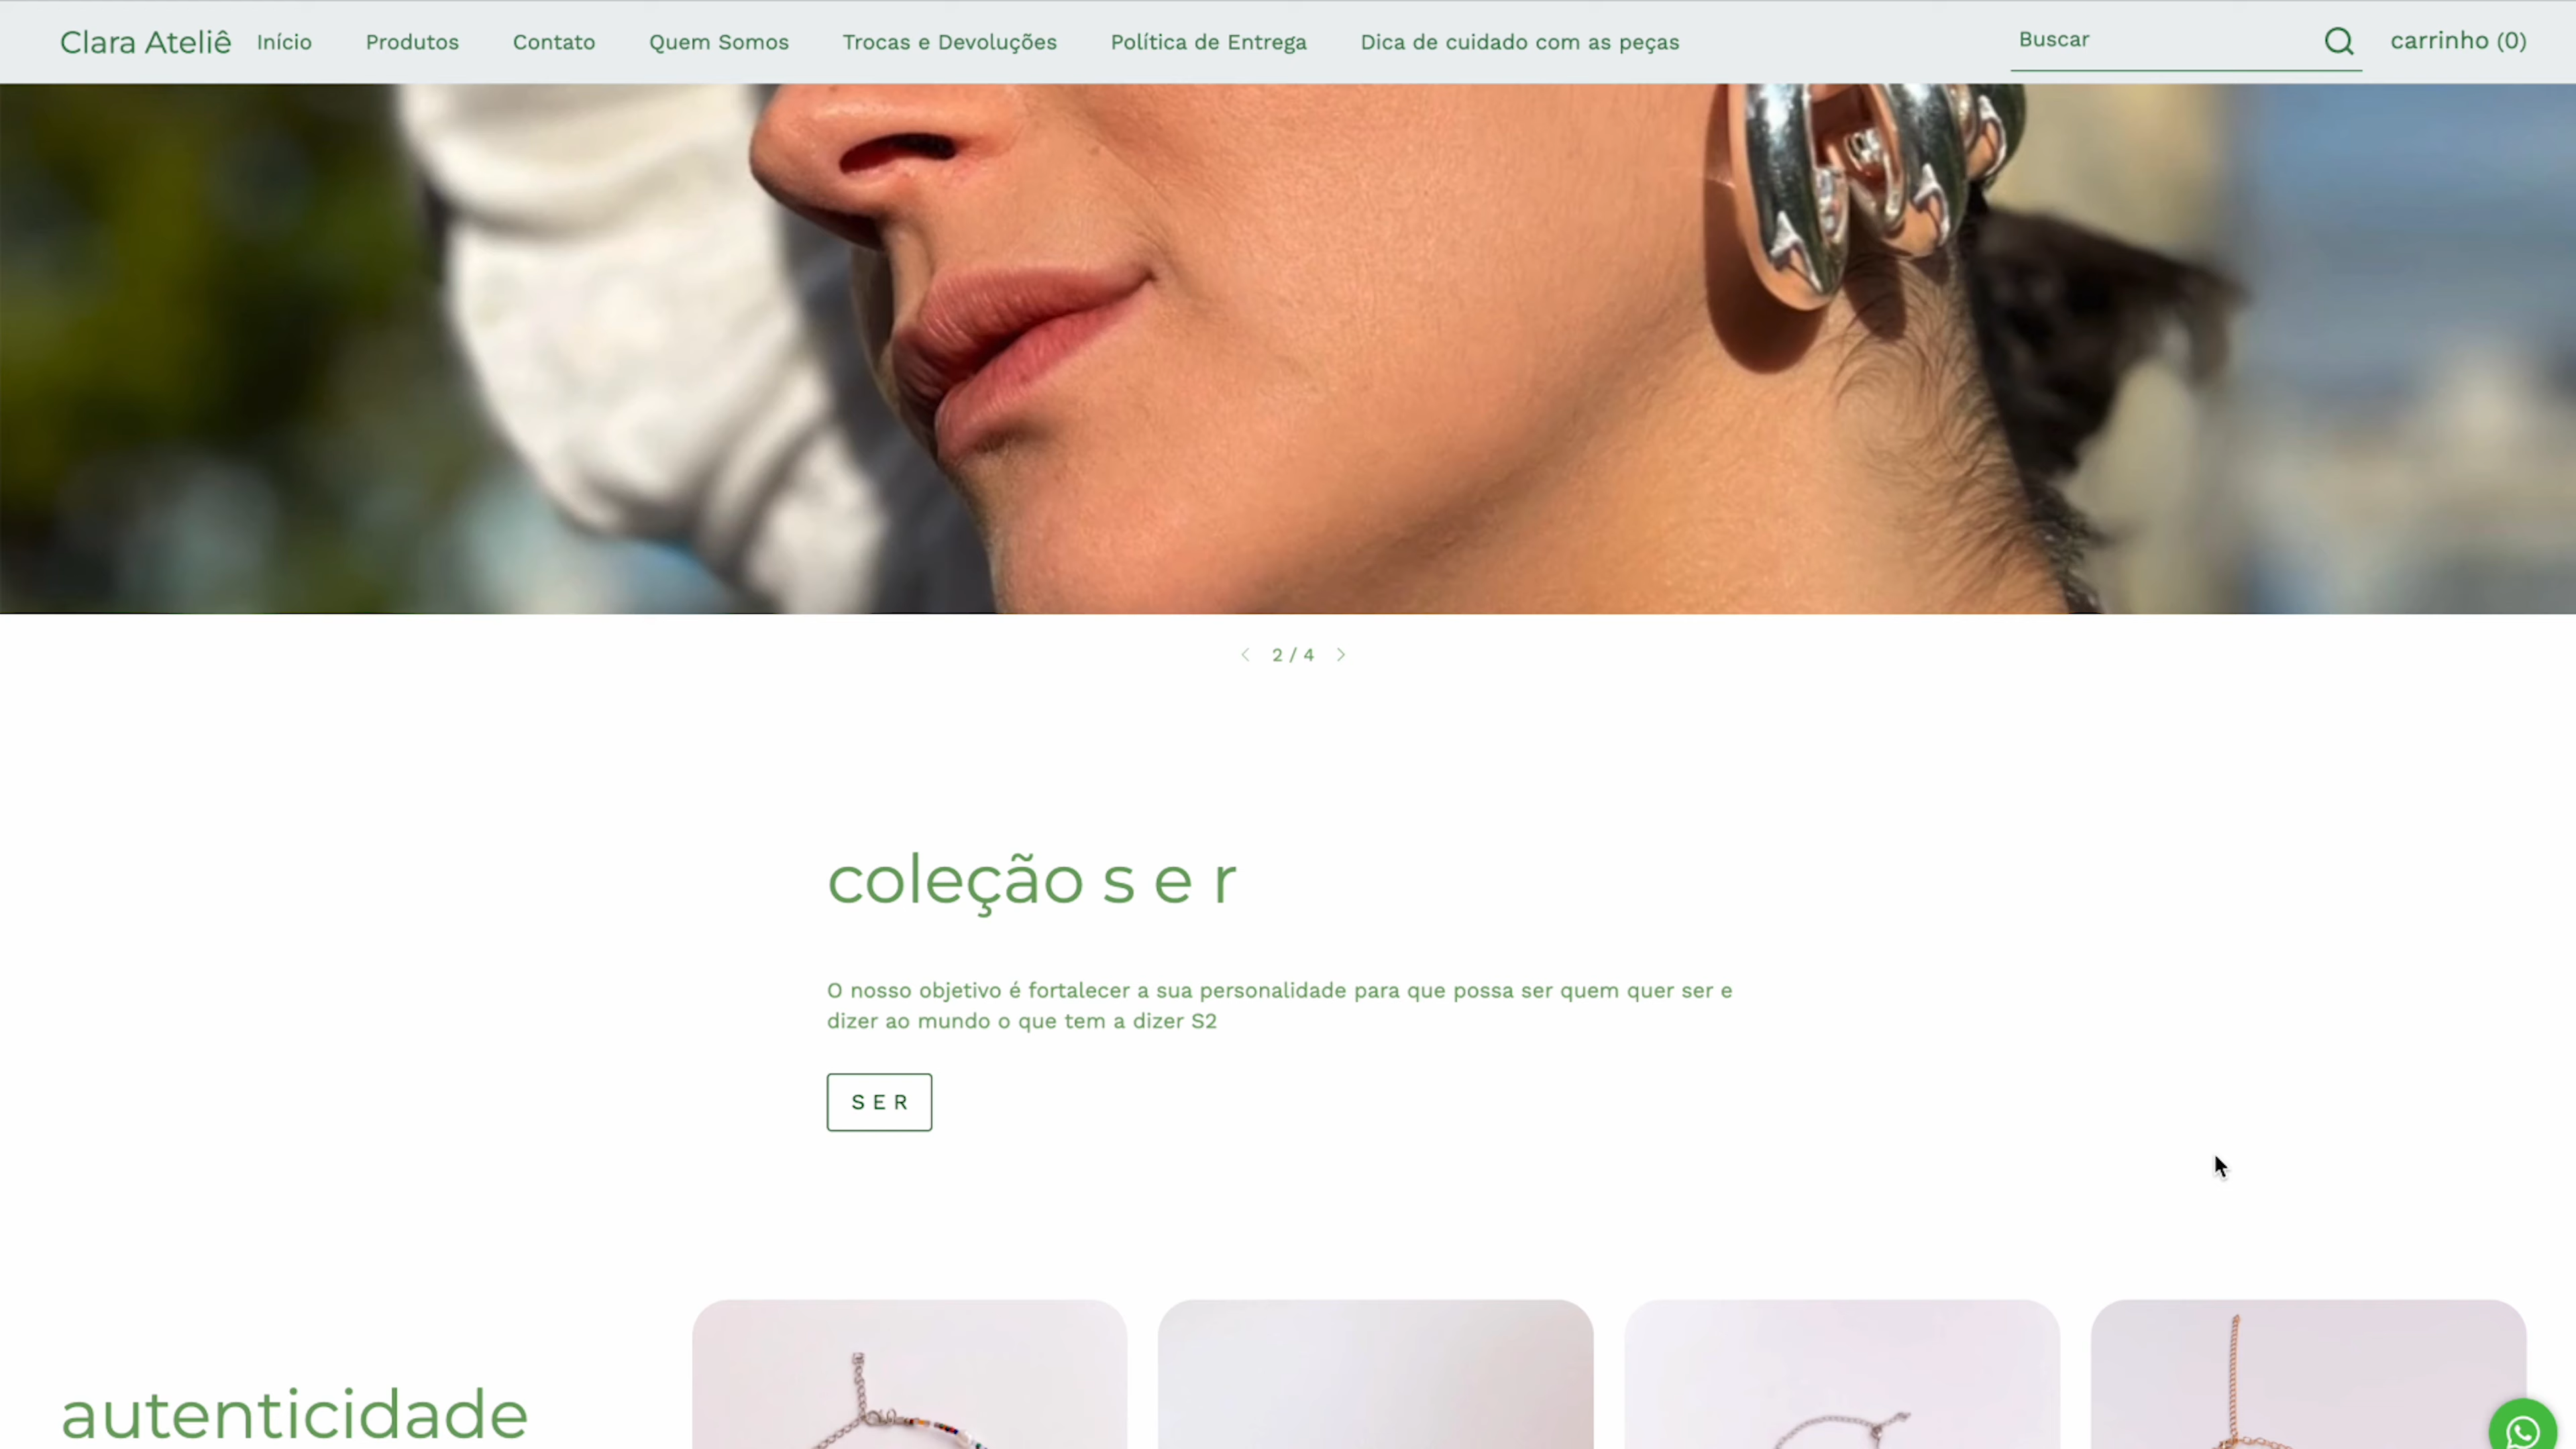 Clara Ateliê Início Produtos Contato Quem Somos Trocas e Devoluções Política de Entrega Dica de cuidado com as peças Buscar carrinho (0)
2 / 4
coleção s e r
O nosso objetivo é fortalecer a sua personalidade para que possa ser quem quer ser e
dizer ao mundo o que tem a dizer S2
S E R
autenticidade